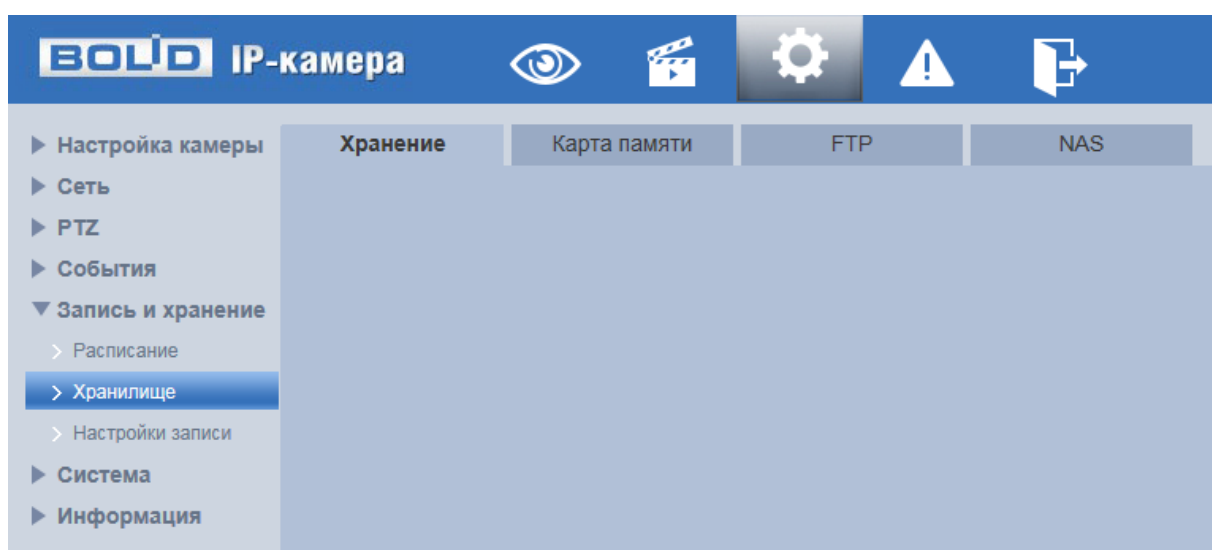 BOLID IP-камера
Настройка камеры
Сеть
PTZ
События
Запись и хранение
Расписание
Хранилище
Настройки записи
Система
Информация
Хранение Карта памяти FTP NAS